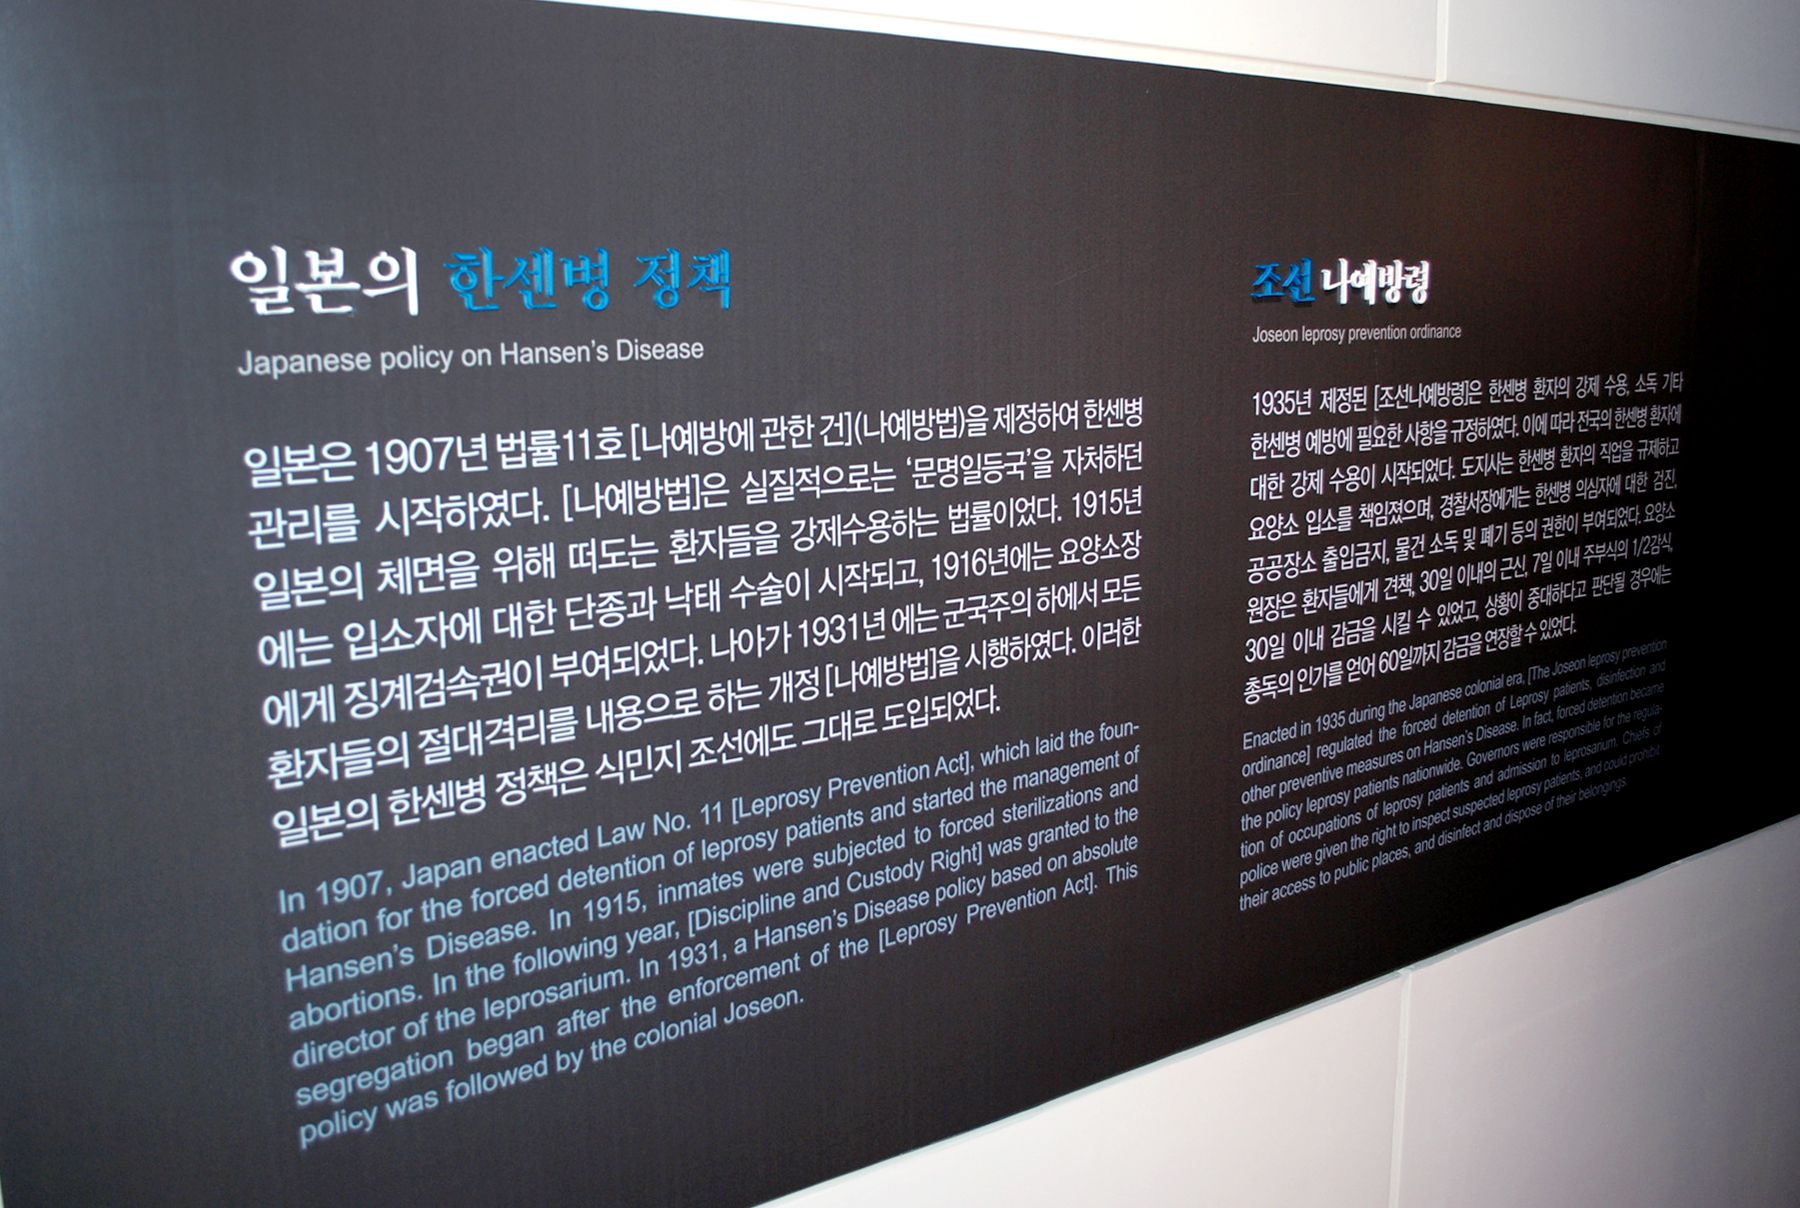 일본의 한센병 정책
Japanese policy on Hansen's Disease
일본은 1907년 법률11호[나예방에 관한 건](나예방법)을 제정하여 한센병
관리를 시작하였다. [나예방법]은 실질적으로는 '문명일등국'을 자처하던
일본의 체면을 위해 떠도는 환자들을 강제수용하는 법률이었다. 1915년
에는 입소자에 대한 단종과 낙태 수술이 시작되고, 1916년에는 요양소장
에게 징계검속권이 부여되었다. 나아가 1931년 에는 군국주의 하에서 모든
환자들의 절대격리를 내용으로 하는 개정 [나예방법]을 시행하였다. 이러한
일본의 한센병 정책은 식민지 조선에도 그대로 도입되었다.
In 1907, Japan enacted Law No. 11 [Leprosy Prevention Act], which laid the foun-
dation for the forced detention of leprosy patients and started the management of
Hansen's Disease. In 1915, inmates were subjected to forced sterilizations and
abortions. In the following year, [Discipline and Custody Right] was granted to the
director of the leprosarium. In 1931, a Hansen's Disease policy based on absolute
segregation began after the enforcement of the [Leprosy Prevention Act]. This
policy was followed by the colonial Joseon.
조선 나예방령
Joseon leprosy prevention ordinance
1935년 제정된 [조선나예방령]은 한센병 환자의 강제 수용, 소독 기타
한센병 예방에 필요한 사항을 규정하였다. 이에 따라 전국의 한센병 환자에
대한 강제 수용이 시작되었다. 도지사는 한센병 환자의 직업을 규제하고
요양소 입소를 책임졌으며, 경찰서장에게는 한센병 의심자에 대한 검진,
공공장소 출입금지, 물건 소독 및 폐기 등의 권한이 부여되었다. 요양소
원장은 환자들에게 견책, 30일 이내의 근신, 7일 이내 주부식의 1/2감식,
30일 이내 감금을 시킬 수 있었고, 상황이 중대하다고 판단될 경우에는
총독의 인가를 얻어 60일까지 감금을 연장할 수 있었다.
Enacted in 1935 during the Japanese colonial era, [The Joseon leprosy prevention
ordinance] regulated the forced detention of Leprosy patients, disinfection and
other preventive measures on Hansen's Disease. In fact, forced detention became
the policy leprosy patients nationwide. Governors were responsible for the regula-
tion of occupations of leprosy patients and admission to leprosarium. Chiefs of
police were given the right to inspect suspected leprosy patients, and could prohibit
their access to public places, and disinfect and dispose of their belongings.